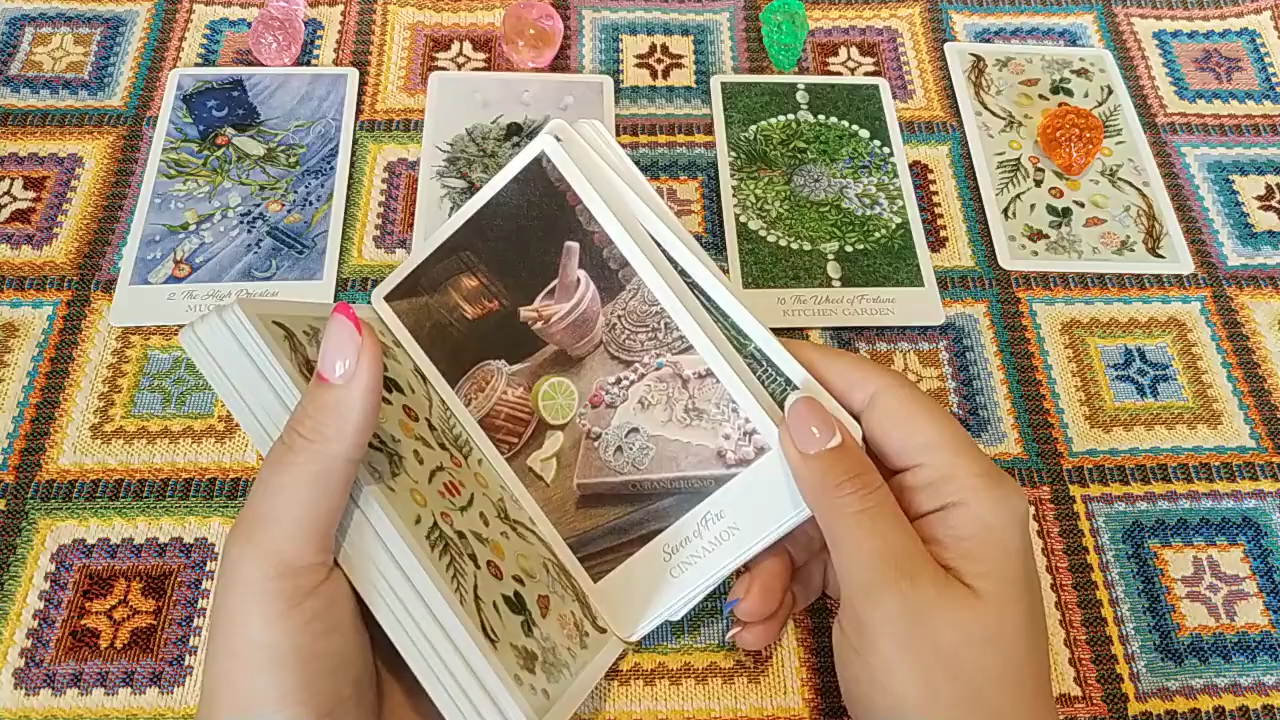 2. The High Priestess
10. The Wheel of Fortune
KITCHEN GARDEN
CURANDERISMO
Seven of Fire
CINNAMON